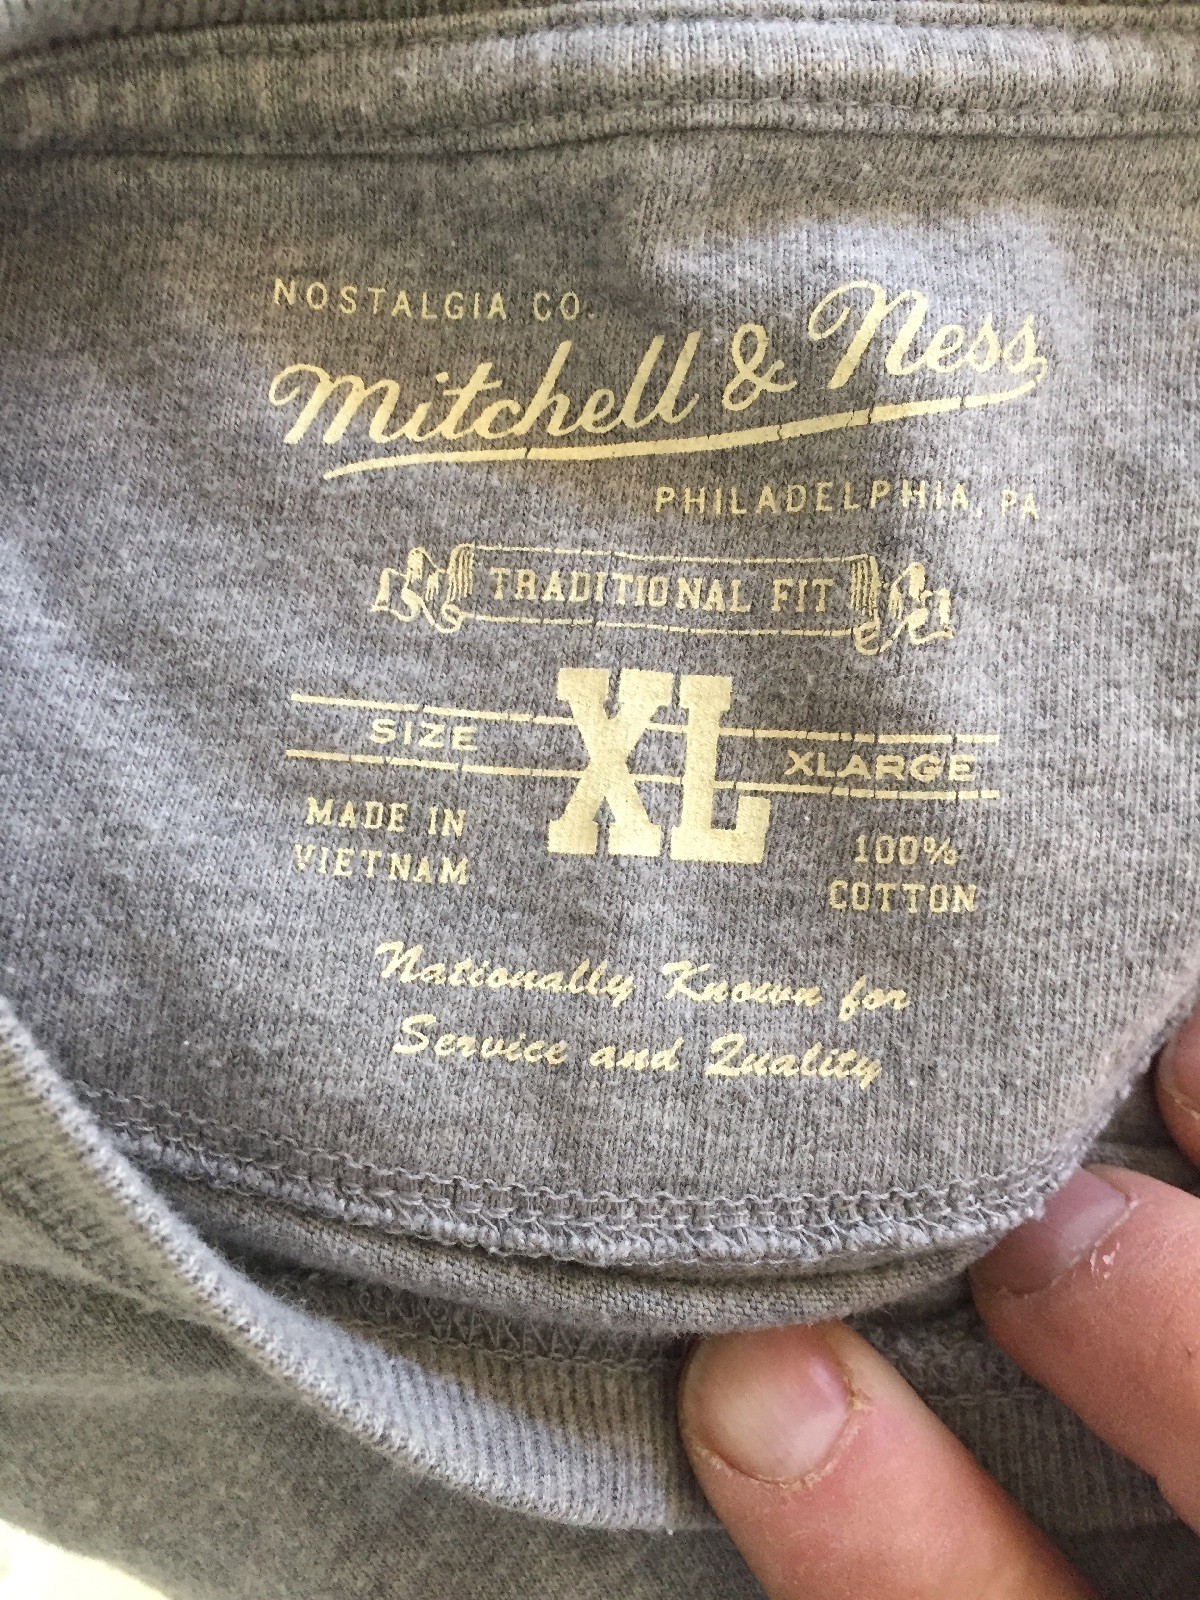 NOSTALGIA CO.
Mitchell & Ness
PHILADELPHIA, PA
TRADITIONAL FIT
SIZE XL XLARGE
MADE IN
VIETNAM
100%
COTTON
Nationally Known for
Service and Quality